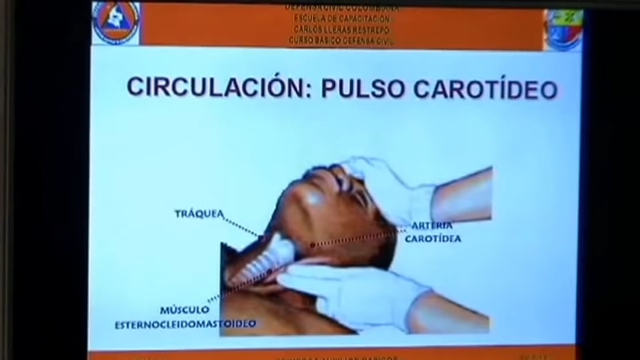 DEFENSA CIVIL COLOMBIANA
ESCUELA DE CAPACITACIÓN
CARLOS LLERAS RESTREPO
CURSO BASICO DEFENSA CIVIL
CIRCULACIÓN: PULSO CAROTÍDEO
TRÁQUEA
ARTERIA
CAROTÍDEA
MÚSCULO
ESTERNOCLEIDOMASTOIDEO